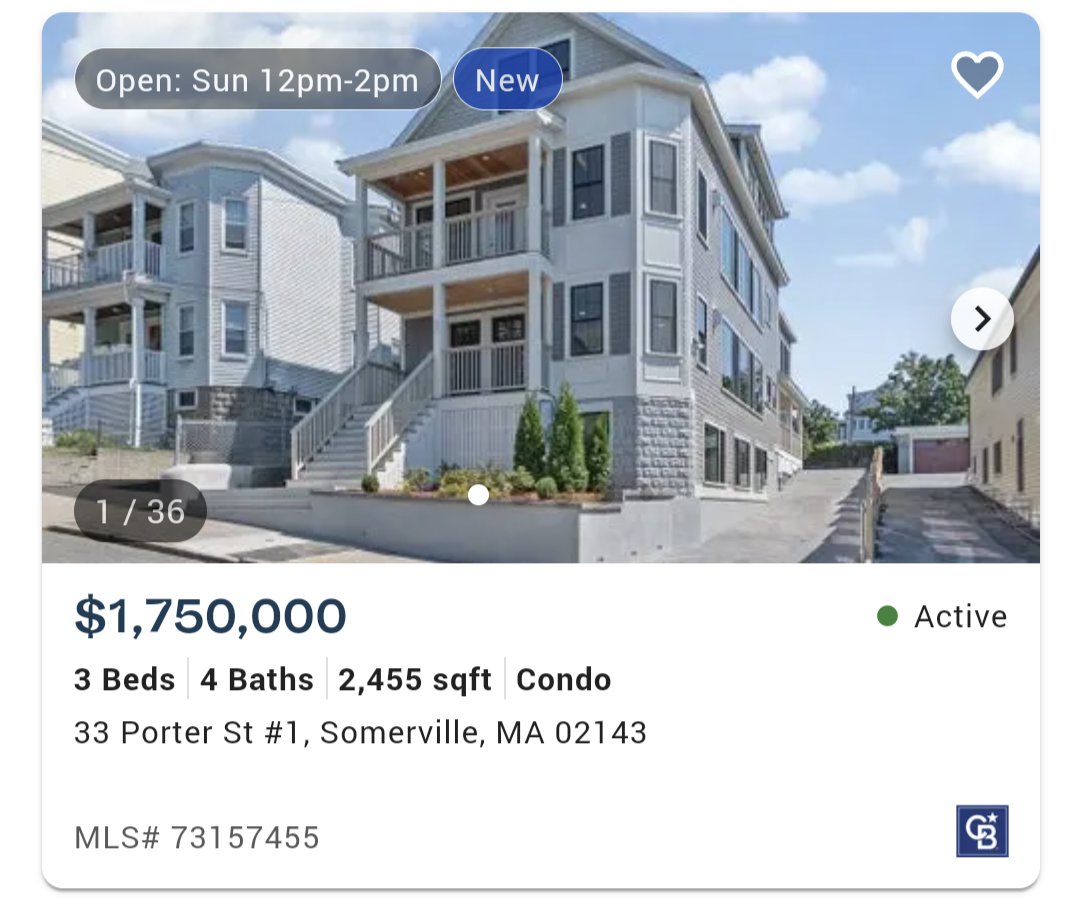 Open: Sun 12pm-2pm New
1 / 36
$1,750,000 Active
3 Beds 4 Baths 2,455 sqft Condo
33 Porter St #1, Somerville, MA 02143
MLS# 73157455 CB